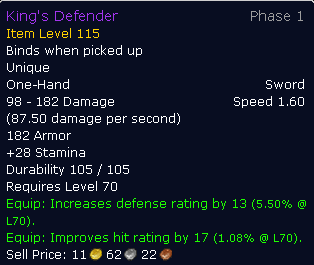 King's Defender Phase 1
Item Level 115
Binds when picked up
Unique
One-Hand Sword
98 - 182 Damage Speed 1.60
(87.50 damage per second)
182 Armor
+28 Stamina
Durability 105 / 105
Requires Level 70
Equip: Increases defense rating by 13 (5.50% @
L70).
Equip: Improves hit rating by 17 (1.08% @ L70).
Sell Price: 11 62 22